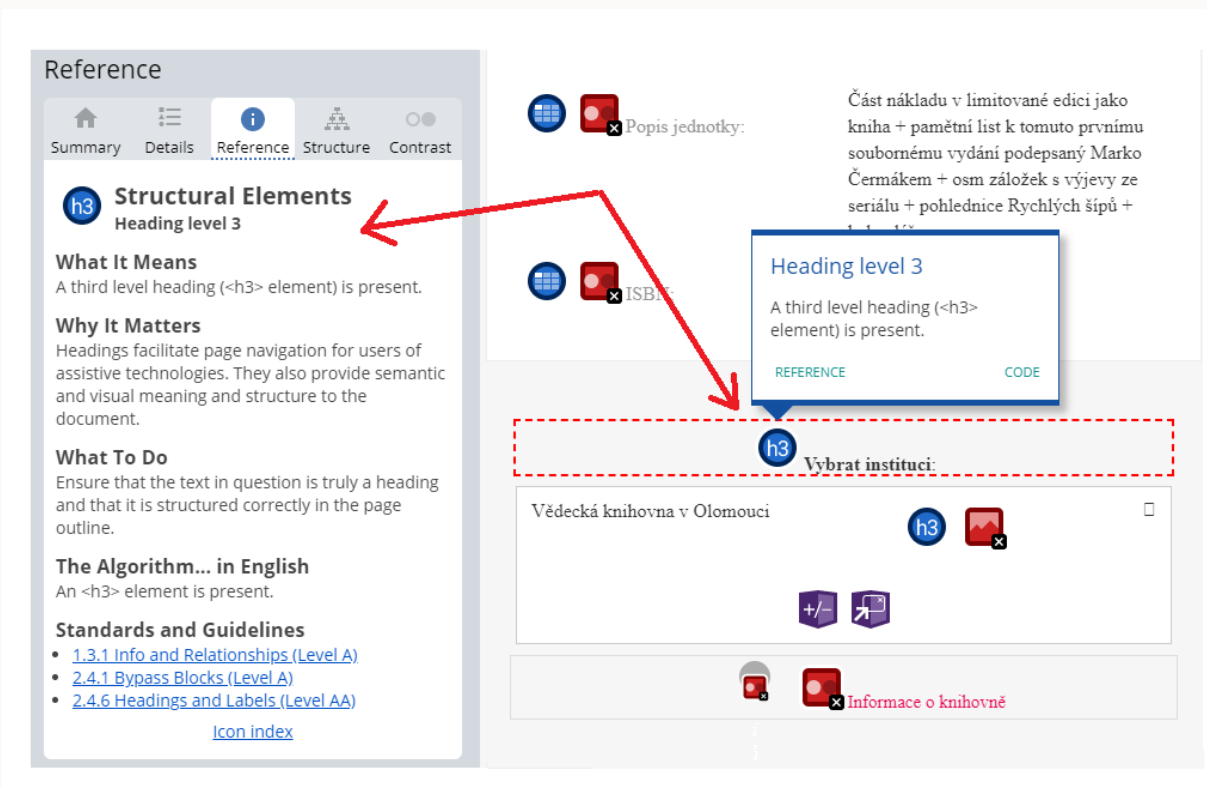 Reference
Summary Details Reference Structure Contrast
h3 Structural Elements
Heading level 3
What It Means
A third level heading (<h3> element) is present.
Why It Matters
Headings facilitate page navigation for users of
assistive technologies. They also provide semantic
and visual meaning and structure to the
document.
What To Do
Ensure that the text in question is truly a heading
and that it is structured correctly in the page
outline.
The Algorithm... in English
An <h3> element is present.
Standards and Guidelines
1.3.1 Info and Relationships (Level A)
2.4.1 Bypass Blocks (Level A)
2.4.6 Headings and Labels (Level AA)
Icon index
Popis jednotky:
Část nákladu v limitované edici jako
kniha + pamětní list k tomuto prvnímu
soubornému vydání podepsaný Marko
Čermákem + osm záložek s výjevy ze
seriálu + pohlednice Rychlých šípů +
ISBN:
Heading level 3
A third level heading (<h3>
element) is present.
REFERENCE CODE
h3 Vybrat instituci:
Vědecká knihovna v Olomouci
h3
+/-
Informace o knihovně